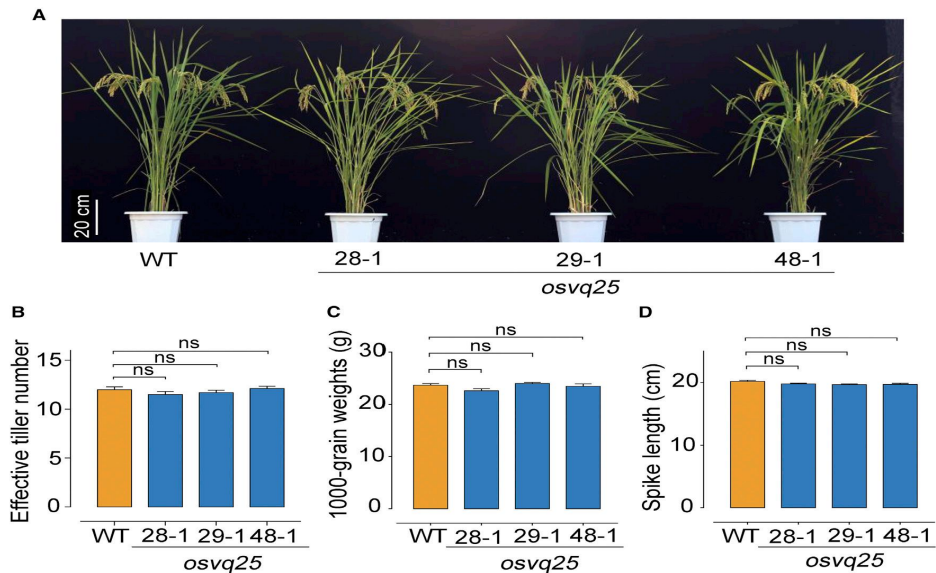 A
20 cm
WT 28-1 29-1 48-1
osvq25
B
Effective tiller number
15
10
5
0
ns
ns
ns
WT 28-1 29-1 48-1
osvq25
C
1000-grain weights (g)
30
20
10
0
ns
ns
ns
WT 28-1 29-1 48-1
osvq25
D
Spike length (cm)
20
10
0
ns
ns
ns
WT 28-1 29-1 48-1
osvq25